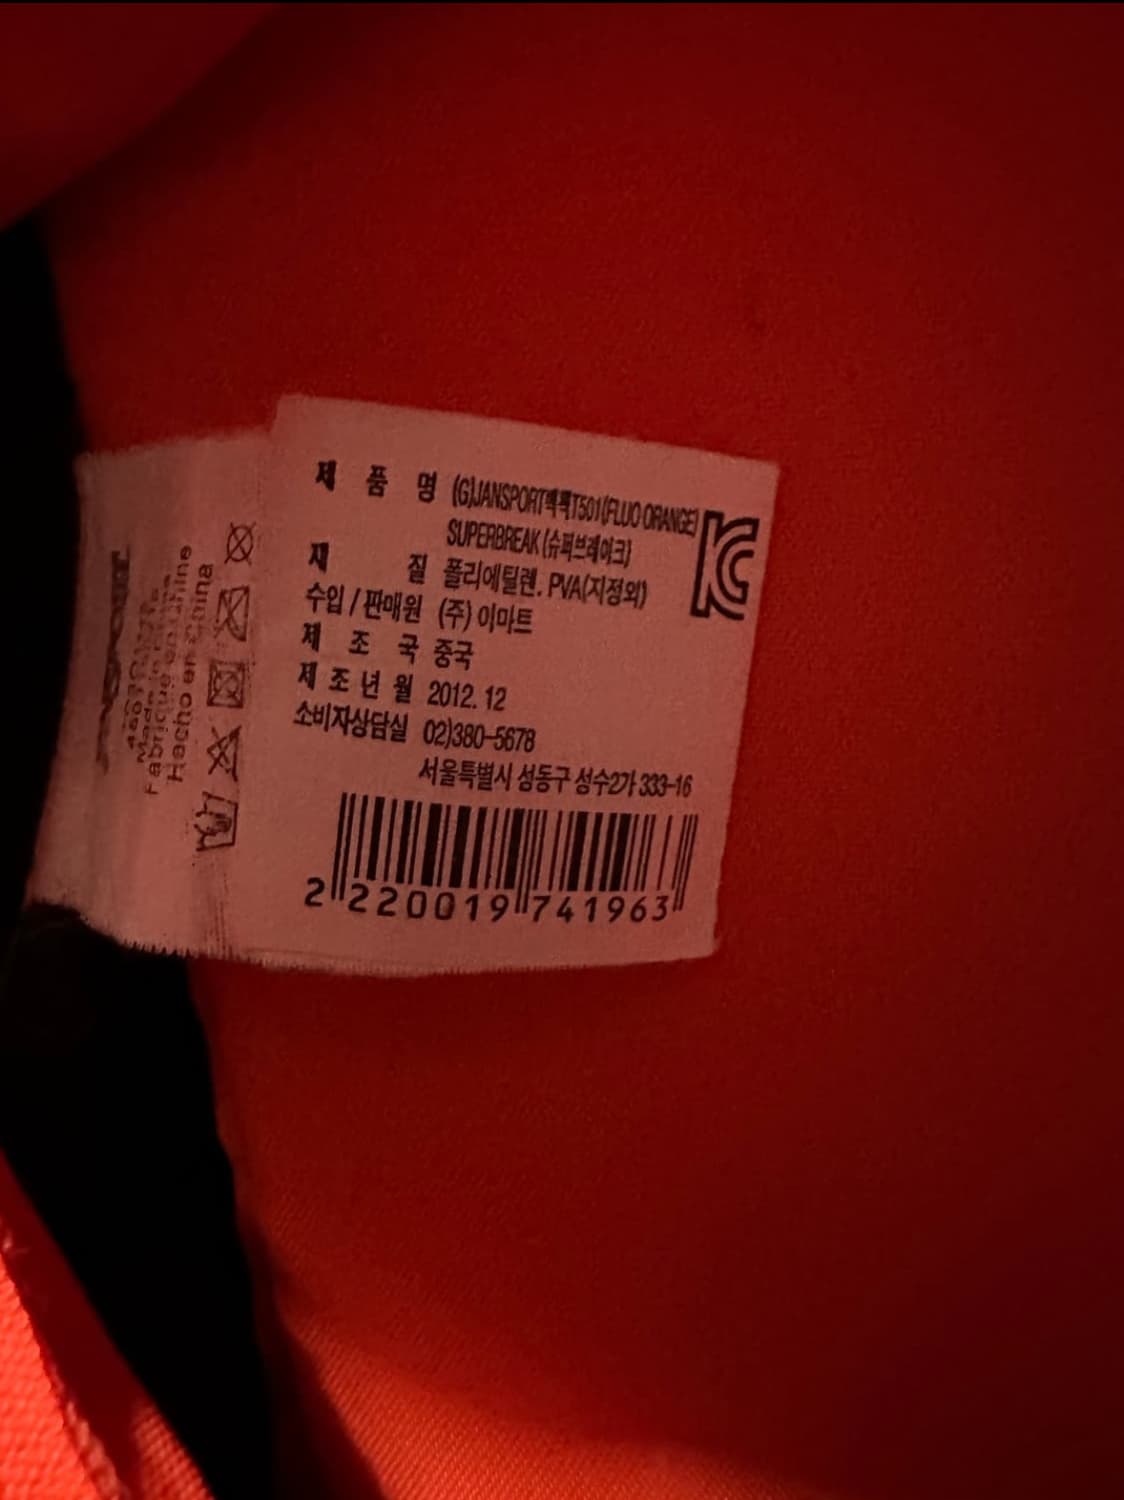 제 품 명 (G)JANSPORT백팩T501(FLUO ORANGE)
SUPERBREAK (슈퍼브레이크)
재 질 폴리에틸렌. PVA(지정외)
수입 / 판매원 (주) 이마트
제 조 국 중국
제 조 년 월 2012. 12
소비자상담실 02)380-5678
서울특별시 성동구 성수2가 333-16
2 220019 741963
Made in
Fabrique en Chine
Hecho en China